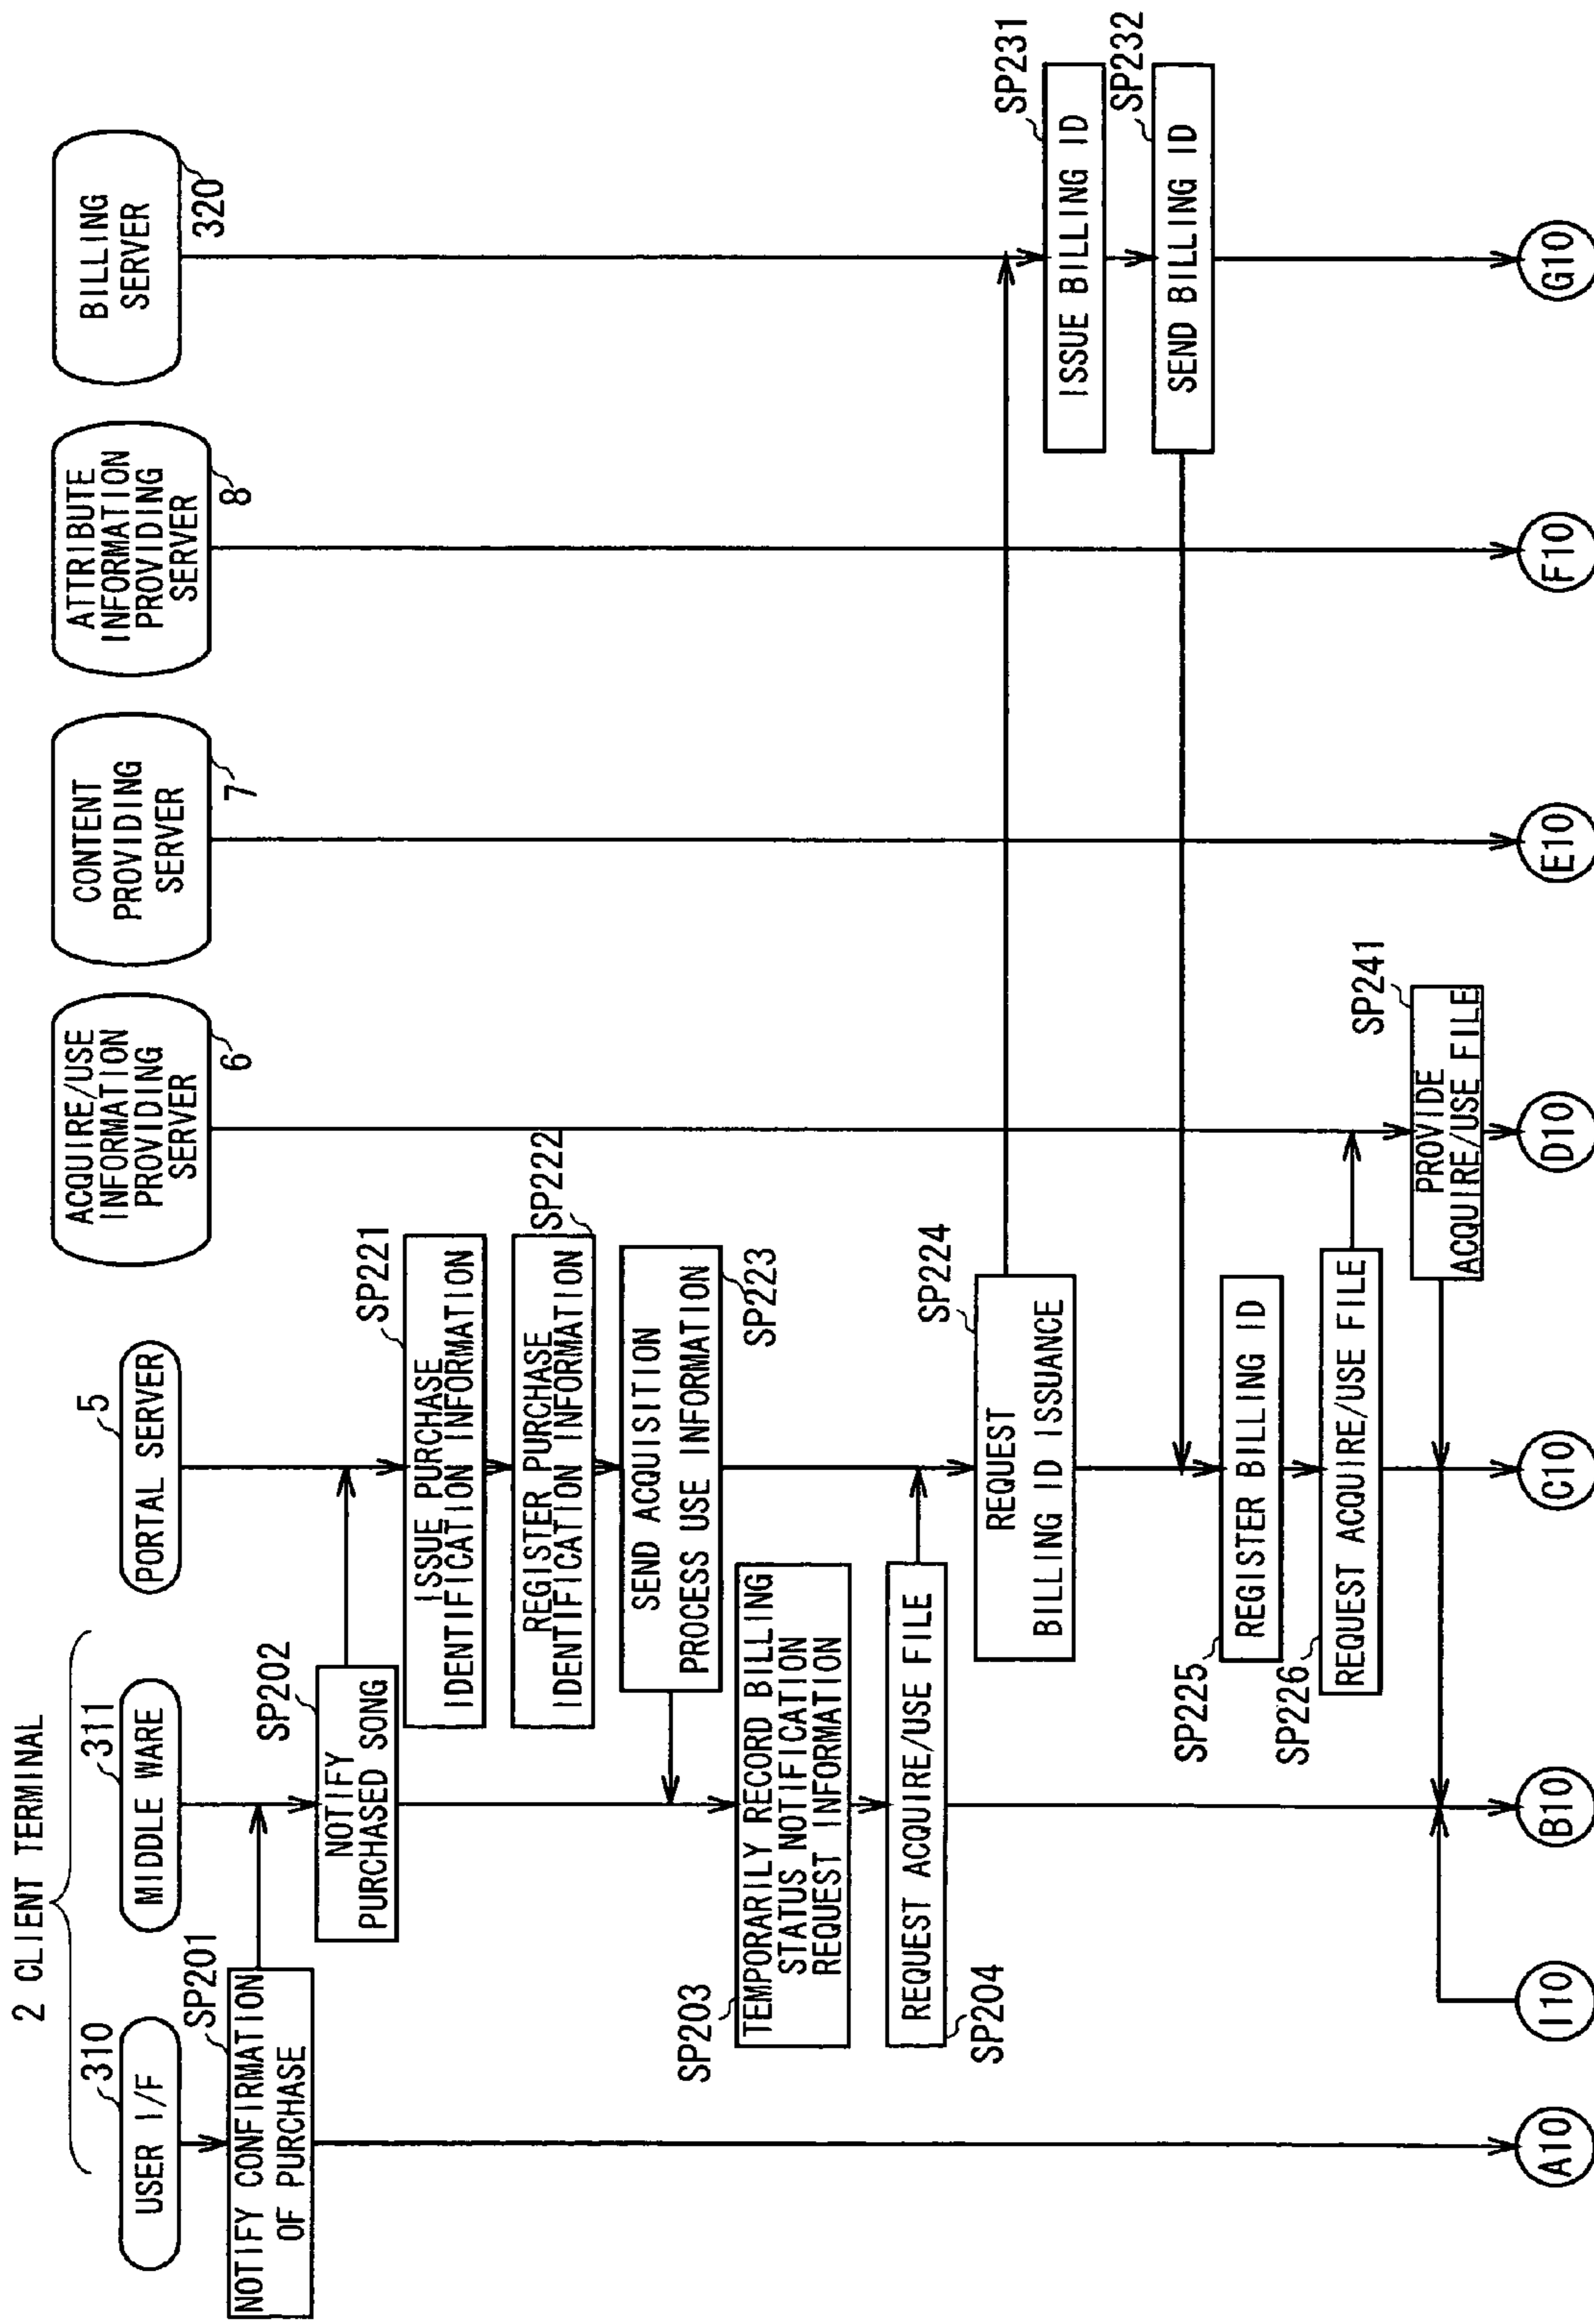 2 CLIENT TERMINAL
310
USER I/F
311
MIDDLE WARE
5
PORTAL SERVER
ACQUIRE/USE
INFORMATION
PROVIDING
SERVER
6
CONTENT
PROVIDING
SERVER
7
ATTRIBUTE
INFORMATION
PROVIDING
SERVER
8
BILLING
SERVER
320
SP201
NOTIFY CONFIRMATION
OF PURCHASE
SP202
NOTIFY
PURCHASED SONG
SP221
ISSUE PURCHASE
IDENTIFICATION INFORMATION
SP222
REGISTER PURCHASE
IDENTIFICATION INFORMATION
SEND ACQUISITION
PROCESS USE INFORMATION
SP223
SP203
TEMPORARILY RECORD BILLING
STATUS NOTIFICATION
REQUEST INFORMATION
REQUEST ACQUIRE/USE FILE
SP204
SP224
REQUEST
BILLING ID ISSUANCE
SP231
ISSUE BILLING ID
SP232
SEND BILLING ID
SP225
REGISTER BILLING ID
SP226
REQUEST ACQUIRE/USE FILE
SP241
PROVIDE
ACQUIRE/USE FILE
A10
I10
B10
C10
D10
E10
F10
G10